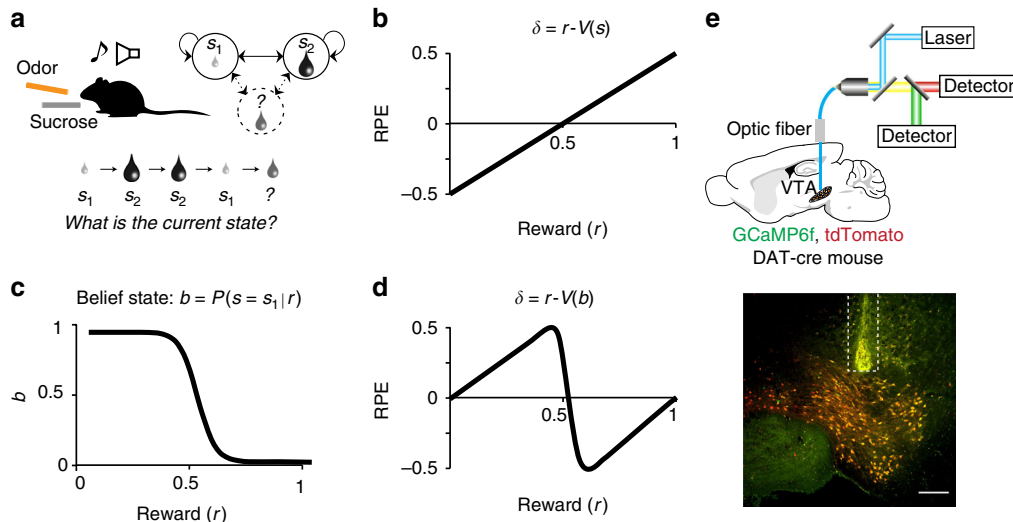 a
Odor
Sucrose
s1
s2
?
s1
s2
s2
s1
?
What is the current state?
b
δ = r-V(s)
RPE
0.5
0
−0.5
0.5
1
Reward (r)
c
Belief state: b = P(s = s1|r)
b
1
0.5
0
0
0.5
1
Reward (r)
d
δ = r-V(b)
RPE
0.5
0
−0.5
0.5
1
Reward (r)
e
Laser
Detector
Detector
Optic fiber
VTA
GCaMP6f, tdTomato
DAT-cre mouse